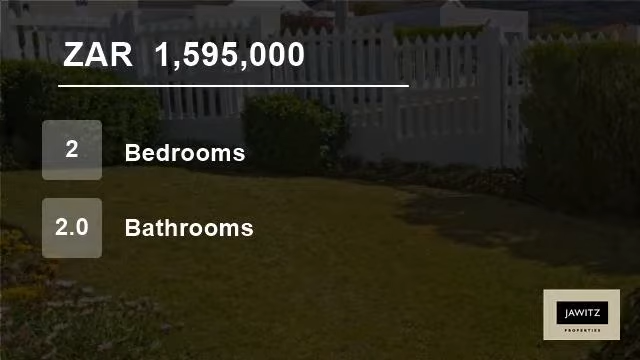 ZAR 1,595,000
2 Bedrooms
2.0 Bathrooms
JAWITZ
PROPERTIES